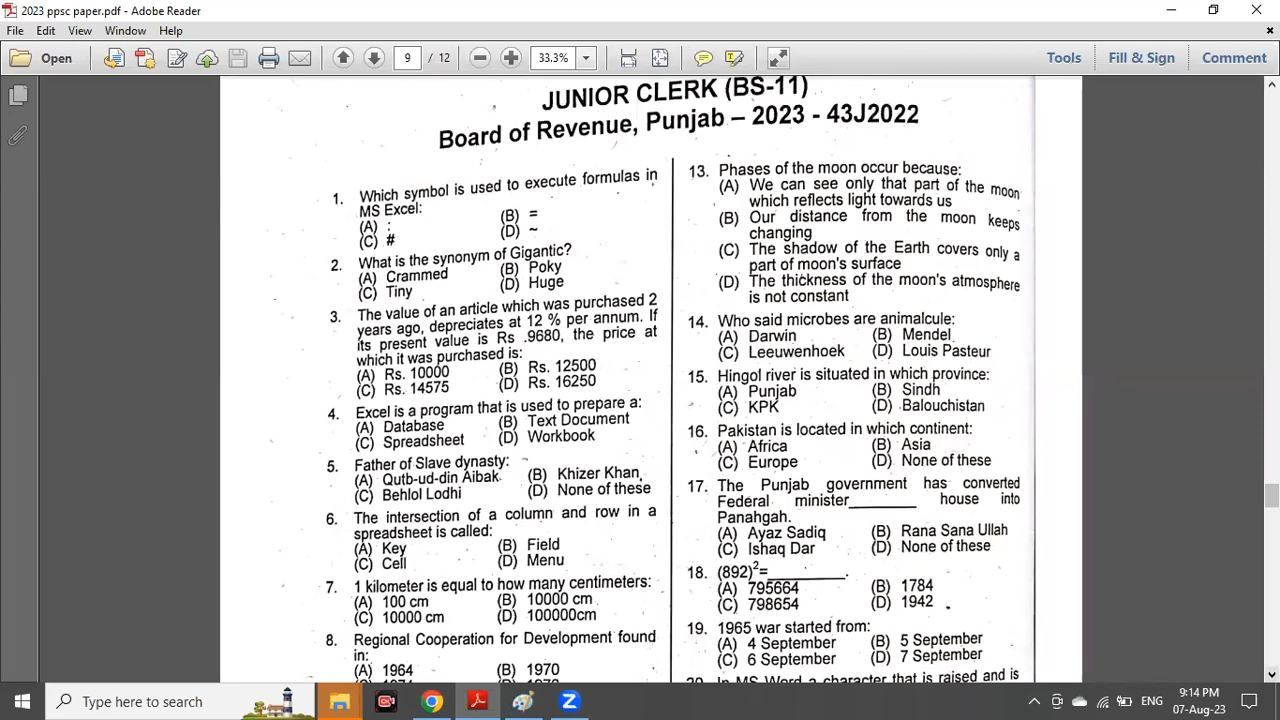 2023 ppsc paper.pdf - Adobe Reader
File Edit View Window Help
Open 9 / 12 33.3% Tools Fill & Sign Comment
JUNIOR CLERK (BS-11)
Board of Revenue, Punjab – 2023 - 43J2022
1. Which symbol is used to execute formulas in
MS Excel:
(A) : (B) =
(C) # (D) ~
2. What is the synonym of Gigantic?
(A) Crammed (B) Poky
(C) Tiny (D) Huge
3. The value of an article which was purchased 2
years ago, depreciates at 12 % per annum. If
its present value is Rs .9680, the price at
which it was purchased is:
(A) Rs. 10000 (B) Rs. 12500
(C) Rs. 14575 (D) Rs. 16250
4. Excel is a program that is used to prepare a:
(A) Database (B) Text Document
(C) Spreadsheet (D) Workbook
5. Father of Slave dynasty:
(A) Qutb-ud-din Aibak (B) Khizer Khan
(C) Behlol Lodhi (D) None of these
6. The intersection of a column and row in a
spreadsheet is called:
(A) Key (B) Field
(C) Cell (D) Menu
7. 1 kilometer is equal to how many centimeters:
(A) 100 cm (B) 10000 cm
(C) 10000 cm (D) 100000cm
8. Regional Cooperation for Development found
in:
(A) 1964 (B) 1970
13. Phases of the moon occur because:
(A) We can see only that part of the moon
which reflects light towards us
(B) Our distance from the moon keeps
changing
(C) The shadow of the Earth covers only a
part of moon's surface
(D) The thickness of the moon's atmosphere
is not constant
14. Who said microbes are animalcule:
(A) Darwin (B) Mendel
(C) Leeuwenhoek (D) Louis Pasteur
15. Hingol river is situated in which province:
(A) Punjab (B) Sindh
(C) KPK (D) Balouchistan
16. Pakistan is located in which continent:
(A) Africa (B) Asia
(C) Europe (D) None of these
17. The Punjab government has converted
Federal minister________ house into
Panahgah.
(A) Ayaz Sadiq (B) Rana Sana Ullah
(C) Ishaq Dar (D) None of these
18. (892)²=_________.
(A) 795664 (B) 1784
(C) 798654 (D) 1942
19. 1965 war started from:
(A) 4 September (B) 5 September
(C) 6 September (D) 7 September
In MS Word a character that is raised and is
Type here to search
ENG
9:14 PM
07-Aug-23